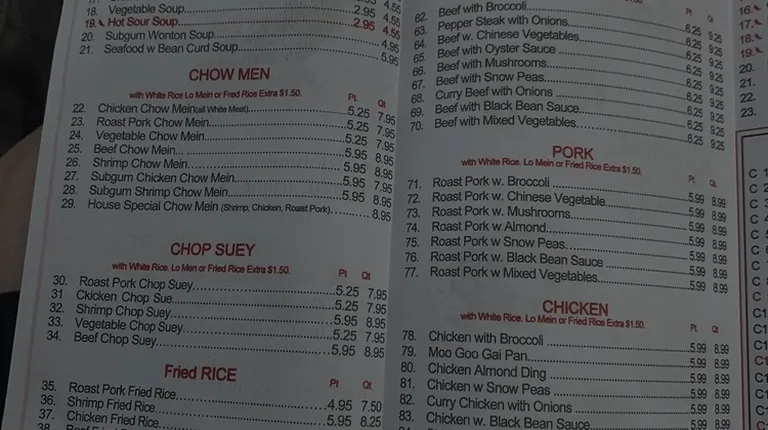 18. Vegetable Soup 2.95 4.55
19. Hot Sour Soup 2.95 4.55
20. Subgum Wonton Soup 4.95
21. Seafood w Bean Curd Soup 5.95
CHOW MEN
with White Rice Lo Mein or Fred Rice Extra $1.50.
Pt. Qt
22. Chicken Chow Mein(all White Meat) 5.25 7.95
23. Roast Pork Chow Mein 5.25 7.95
24. Vegetable Chow Mein 5.25 7.95
25. Beef Chow Mein 5.95 8.95
26. Shrimp Chow Mein 5.95 8.95
27. Subgum Chicken Chow Mein 5.95 7.95
28. Subgum Shrimp Chow Mein 5.95 8.95
29. House Special Chow Mein (Shrimp, Chicken, Roast Pork) 8.95
CHOP SUEY
with White Rice. Lo Men or Fried Rice Extra $1.50.
Pt Qt
30. Roast Pork Chop Suey 5.25 7.95
31 Ckicken Chop Sue 5.25 7.95
32. Shrimp Chop Suey 5.95 8.95
33. Vegetable Chop Suey 5.25 7.95
34. Beef Chop Suey 5.95 8.95
Fried RICE
Pt Qt
35. Roast Pork Fried Rice 4.95 7.50
36. Shrimp Fried Rice 5.95 8.25
37. Chicken Fried Rice
38.
62. Beef with Broccoli
Pt Qt
63. Pepper Steak with Onions 6.25 9.25
64. Beef w. Chinese Vegetables 6.25 9.25
65. Beef with Oyster Sauce 6.25 9.25
66. Beef with Mushrooms 6.25 9.25
67. Beef with Snow Peas 6.25 9.25
68. Curry Beef with Onions 6.25 9.25
69. Beef with Black Bean Sauce 6.25 9.25
70. Beef with Mixed Vegetables 6.25 9.25
PORK
with White Rice. Lo Mein or Fried Rice Extra $1.50.
Pt. Qt.
71. Roast Pork w. Broccoli 5.99 8.99
72. Roast Pork w. Chinese Vegetable 5.99 8.99
73. Roast Pork w. Mushrooms 5.99 8.99
74. Roast Pork w Almond 5.99 8.99
75. Roast Pork w Snow Peas 5.99 8.99
76. Roast Pork w. Black Bean Sauce 5.99 8.99
77. Roast Pork w Mixed Vegetables 5.99 8.99
CHICKEN
with White Rice. Lo Mein or Fried Rice Extra $1.50.
Pt Qt
78. Chicken with Broccoli 5.99 8.99
79. Moo Goo Gai Pan 5.99 8.99
80. Chicken Almond Ding 5.99 8.99
81. Chicken w Snow Peas 5.99 8.99
82. Curry Chicken with Onions 5.99 8.99
83. Chicken w. Black Bean Sauce 5.99 8.99
16.
17.
18.
19.
20.
21.
22.
23.